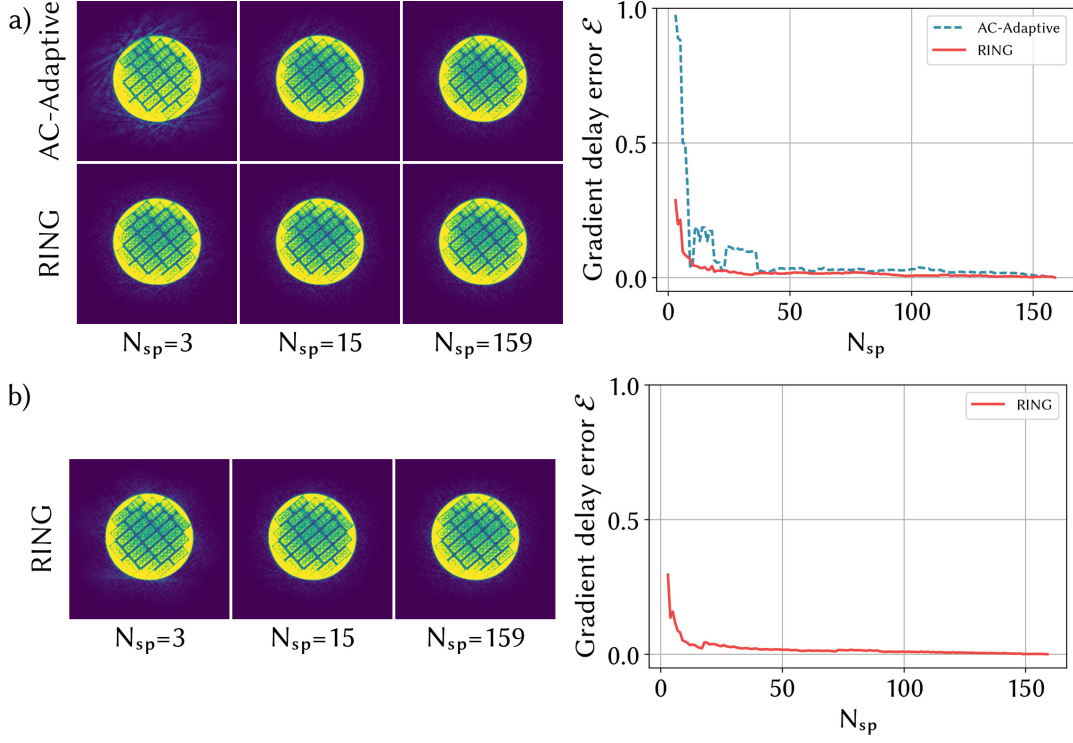 a)
AC-Adaptive
RING
N_sp=3
N_sp=15
N_sp=159
Gradient delay error ℰ
1.0
0.5
0.0
AC-Adaptive
RING
0
50
100
150
N_sp
b)
RING
N_sp=3
N_sp=15
N_sp=159
Gradient delay error ℰ
1.0
0.5
0.0
RING
0
50
100
150
N_sp